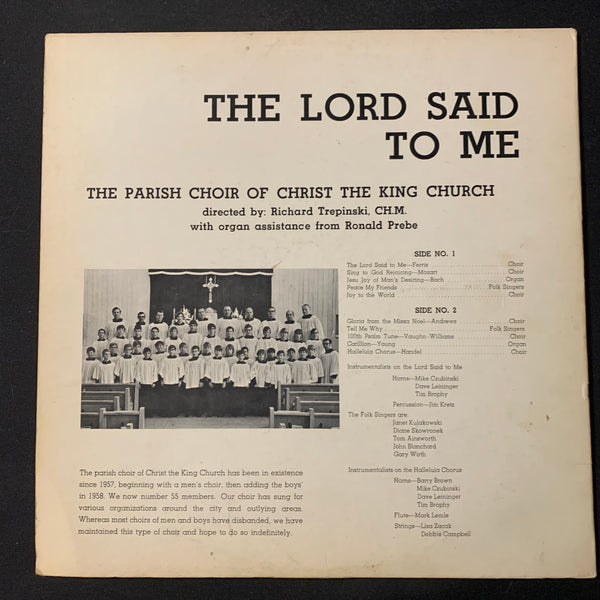 THE LORD SAID
TO ME
THE PARISH CHOIR OF CHRIST THE KING CHURCH
directed by: Richard Trepinski, CH.M.
with organ assistance from Ronald Prebe
SIDE NO. 1
The Lord Said to Me—Ferris Choir
Sing to God Rejoicing—Mozart Choir
Jesu Joy of Man's Desiring—Bach Organ
Peace My Friends Folk Singers
Joy to the World Choir
SIDE NO. 2
Gloria from the Missa Noel—Andrews Choir
Tell Me Why Folk Singers
100th Psalm Tune—Vaughn-Williams Choir
Carillion—Young Organ
Halleluia Chorus—Handel Choir
Instrumentalists on the Lord Said to Me
Horns—Mike Czubinski
Dave Leininger
Tim Brophy
Percussion—Jim Kretz
The Folk Singers are:
Janet Kujakowski
Diane Skowronek
Tom Ainsworth
John Blanchard
Gary Wirth
Instrumentalists on the Halleluia Chorus
Horns—Barry Brown
Mike Czubinski
Dave Leininger
Tim Brophy
Flute—Mark Lemle
Strings—Lisa Zacak
Debbie Campbell
The parish choir of Christ the King Church has been in existence
since 1957, beginning with a men's choir, then adding the boys'
in 1958. We now number 55 members. Our choir has sung for
various organizations around the city and outlying areas.
Whereas most choirs of men and boys have disbanded, we have
maintained this type of choir and hope to do so indefinitely.